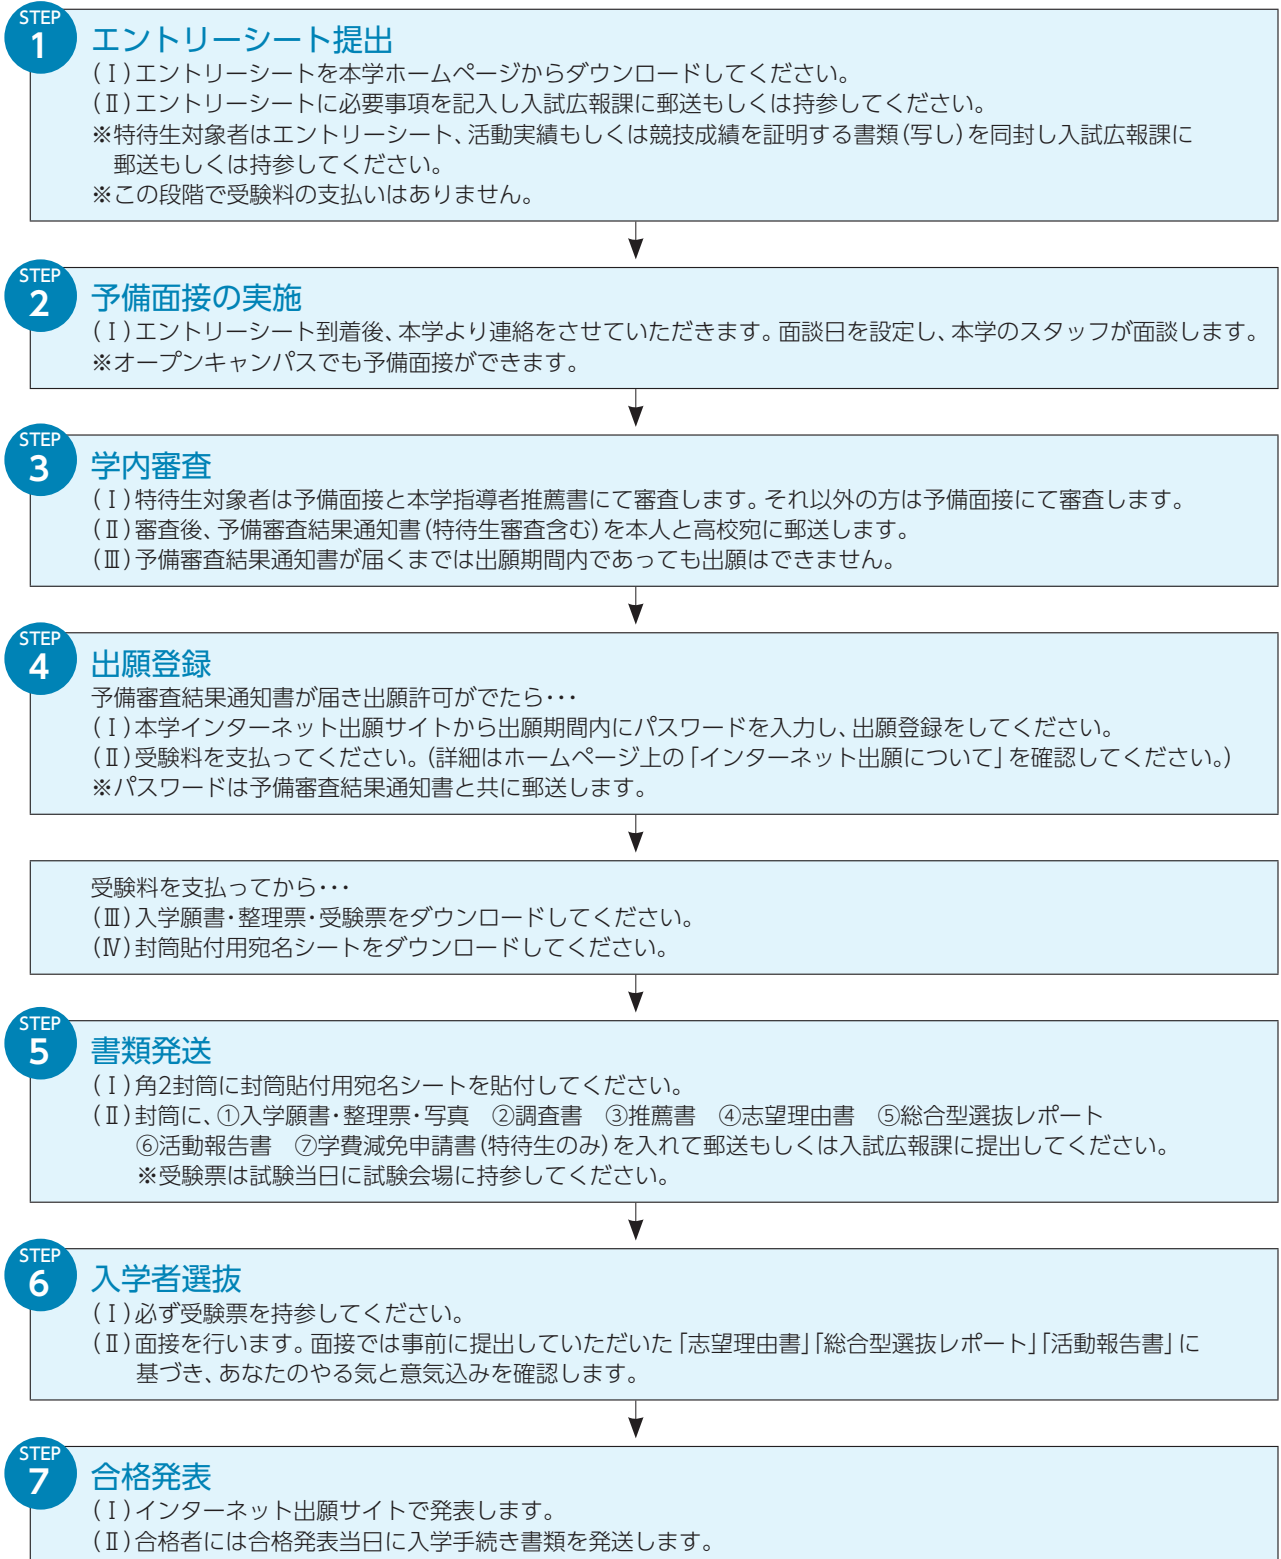 STEP
1
エントリーシート提出
(Ⅰ)エントリーシートを本学ホームページからダウンロードしてください。
(Ⅱ)エントリーシートに必要事項を記入し入試広報課に郵送もしくは持参してください。
※特待生対象者はエントリーシート、活動実績もしくは競技成績を証明する書類(写し)を同封し入試広報課に
郵送もしくは持参してください。
※この段階で受験料の支払いはありません。
STEP
2
予備面接の実施
(Ⅰ)エントリーシート到着後、本学より連絡をさせていただきます。面談日を設定し、本学のスタッフが面談します。
※オープンキャンパスでも予備面接ができます。
STEP
3
学内審査
(Ⅰ)特待生対象者は予備面接と本学指導者推薦書にて審査します。それ以外の方は予備面接にて審査します。
(Ⅱ)審査後、予備審査結果通知書(特待生審査含む)を本人と高校宛に郵送します。
(Ⅲ)予備審査結果通知書が届くまでは出願期間内であっても出願はできません。
STEP
4
出願登録
予備審査結果通知書が届き出願許可がでたら・・・
(Ⅰ)本学インターネット出願サイトから出願期間内にパスワードを入力し、出願登録をしてください。
(Ⅱ)受験料を支払ってください。(詳細はホームページ上の「インターネット出願について」を確認してください。)
※パスワードは予備審査結果通知書と共に郵送します。
受験料を支払ってから・・・
(Ⅲ)入学願書・整理票・受験票をダウンロードしてください。
(Ⅳ)封筒貼付用宛名シートをダウンロードしてください。
STEP
5
書類発送
(Ⅰ)角2封筒に封筒貼付用宛名シートを貼付してください。
(Ⅱ)封筒に、①入学願書・整理票・写真 ②調査書 ③推薦書 ④志望理由書 ⑤総合型選抜レポート
⑥活動報告書 ⑦学費減免申請書(特待生のみ)を入れて郵送もしくは入試広報課に提出してください。
※受験票は試験当日に試験会場に持参してください。
STEP
6
入学者選抜
(Ⅰ)必ず受験票を持参してください。
(Ⅱ)面接を行います。面接では事前に提出していただいた「志望理由書」「総合型選抜レポート」「活動報告書」に
基づき、あなたのやる気と意気込みを確認します。
STEP
7
合格発表
(Ⅰ)インターネット出願サイトで発表します。
(Ⅱ)合格者には合格発表当日に入学手続き書類を発送します。